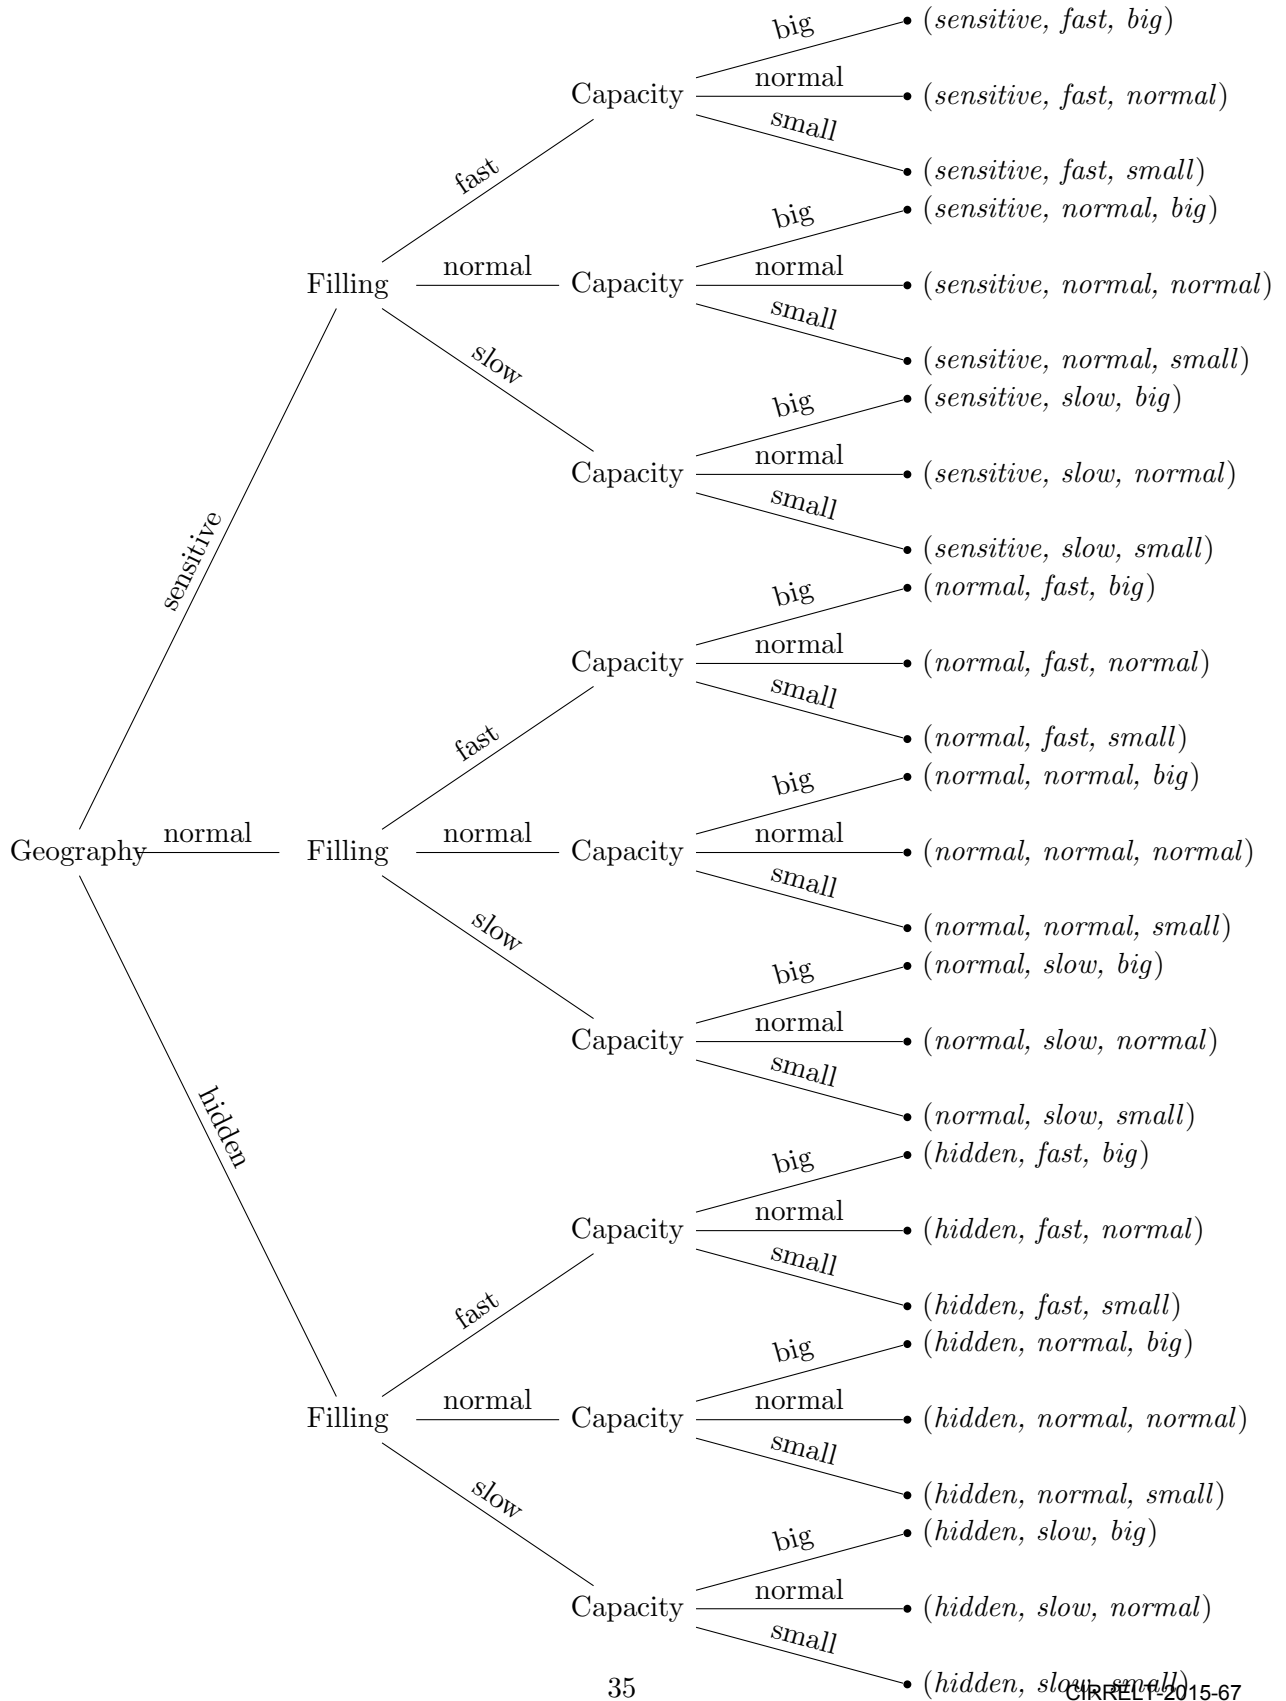 big
(sensitive, fast, big)
Capacity
normal
(sensitive, fast, normal)
small
(sensitive, fast, small)
fast
big
(sensitive, normal, big)
Filling
normal
Capacity
normal
(sensitive, normal, normal)
small
(sensitive, normal, small)
slow
big
(sensitive, slow, big)
Capacity
normal
(sensitive, slow, normal)
small
(sensitive, slow, small)
sensitive
big
(normal, fast, big)
Capacity
normal
(normal, fast, normal)
small
(normal, fast, small)
fast
big
(normal, normal, big)
Geography
normal
Filling
normal
Capacity
normal
(normal, normal, normal)
small
(normal, normal, small)
slow
big
(normal, slow, big)
Capacity
normal
(normal, slow, normal)
small
(normal, slow, small)
hidden
big
(hidden, fast, big)
Capacity
normal
(hidden, fast, normal)
small
(hidden, fast, small)
fast
big
(hidden, normal, big)
Filling
normal
Capacity
normal
(hidden, normal, normal)
small
(hidden, normal, small)
slow
big
(hidden, slow, big)
Capacity
normal
(hidden, slow, normal)
small
(hidden, slow, small)
35
CIRRELT-2015-67